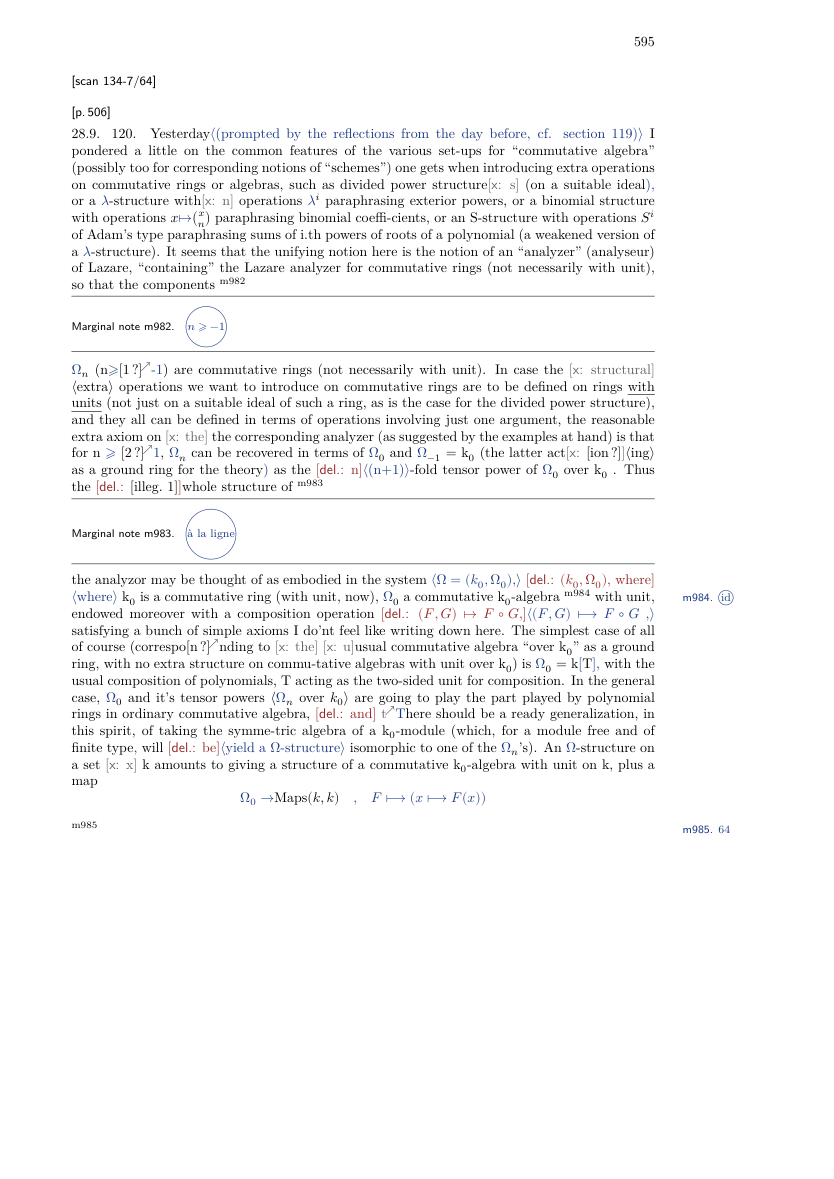 595
[scan 134-7/64]
[p. 506]
28.9. 120. Yesterday⟨(prompted by the reflections from the day before, cf. section 119)⟩ I
pondered a little on the common features of the various set-ups for “commutative algebra”
(possibly too for corresponding notions of “schemes”) one gets when introducing extra operations
on commutative rings or algebras, such as divided power structure[x: s] (on a suitable ideal),
or a λ-structure with[x: n] operations λ^i paraphrasing exterior powers, or a binomial structure
with operations x↦(x n) paraphrasing binomial coeffi-cients, or an S-structure with operations S^i
of Adam’s type paraphrasing sums of i.th powers of roots of a polynomial (a weakened version of
a λ-structure). It seems that the unifying notion here is the notion of an “analyzer” (analyseur)
of Lazare, “containing” the Lazare analyzer for commutative rings (not necessarily with unit),
so that the components m982
Marginal note m982. n ⩾ −1
Ω_n (n⩾[1 ?]↗-1) are commutative rings (not necessarily with unit). In case the [x: structural]
⟨extra⟩ operations we want to introduce on commutative rings are to be defined on rings with
units (not just on a suitable ideal of such a ring, as is the case for the divided power structure),
and they all can be defined in terms of operations involving just one argument, the reasonable
extra axiom on [x: the] the corresponding analyzer (as suggested by the examples at hand) is that
for n ⩾ [2 ?]↗1, Ω_n can be recovered in terms of Ω_0 and Ω_−1 = k_0 (the latter act[x: [ion ?]]⟨ing⟩
as a ground ring for the theory) as the [del.: n]⟨(n+1)⟩-fold tensor power of Ω_0 over k_0 . Thus
the [del.: [illeg. 1]]whole structure of m983
Marginal note m983. à la ligne
the analyzor may be thought of as embodied in the system ⟨Ω = (k_0, Ω_0),⟩ [del.: (k_0, Ω_0), where]
⟨where⟩ k_0 is a commutative ring (with unit, now), Ω_0 a commutative k_0-algebra m984 with unit,
m984. id
endowed moreover with a composition operation [del.: (F, G) ↦ F ∘ G,]⟨(F, G) ⟼ F ∘ G ,⟩
satisfying a bunch of simple axioms I do’nt feel like writing down here. The simplest case of all
of course (correspo[n ?]↗nding to [x: the] [x: u]usual commutative algebra “over k_0” as a ground
ring, with no extra structure on commu-tative algebras with unit over k_0) is Ω_0 = k[T], with the
usual composition of polynomials, T acting as the two-sided unit for composition. In the general
case, Ω_0 and it’s tensor powers ⟨Ω_n over k_0⟩ are going to play the part played by polynomial
rings in ordinary commutative algebra, [del.: and] t↗There should be a ready generalization, in
this spirit, of taking the symme-tric algebra of a k_0-module (which, for a module free and of
finite type, will [del.: be]⟨yield a Ω-structure⟩ isomorphic to one of the Ω_n’s). An Ω-structure on
a set [x: x] k amounts to giving a structure of a commutative k_0-algebra with unit on k, plus a
map
Ω_0 →Maps(k, k) , F ⟼ (x ⟼ F(x))
m985
m985. 64